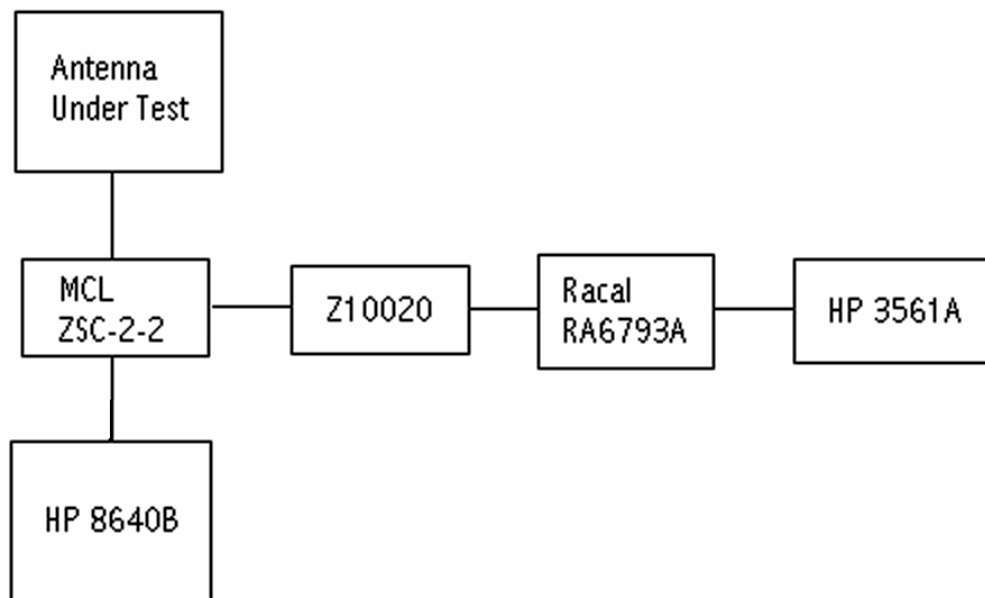 Antenna
Under Test
MCL
ZSC-2-2
Z10020
Racal
RA6793A
HP 3561A
HP 8640B